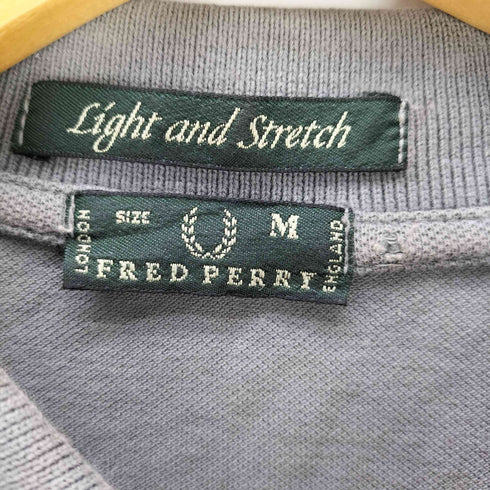 Light and Stretch
SIZE M
LONDON
FRED PERRY
ENGLAND